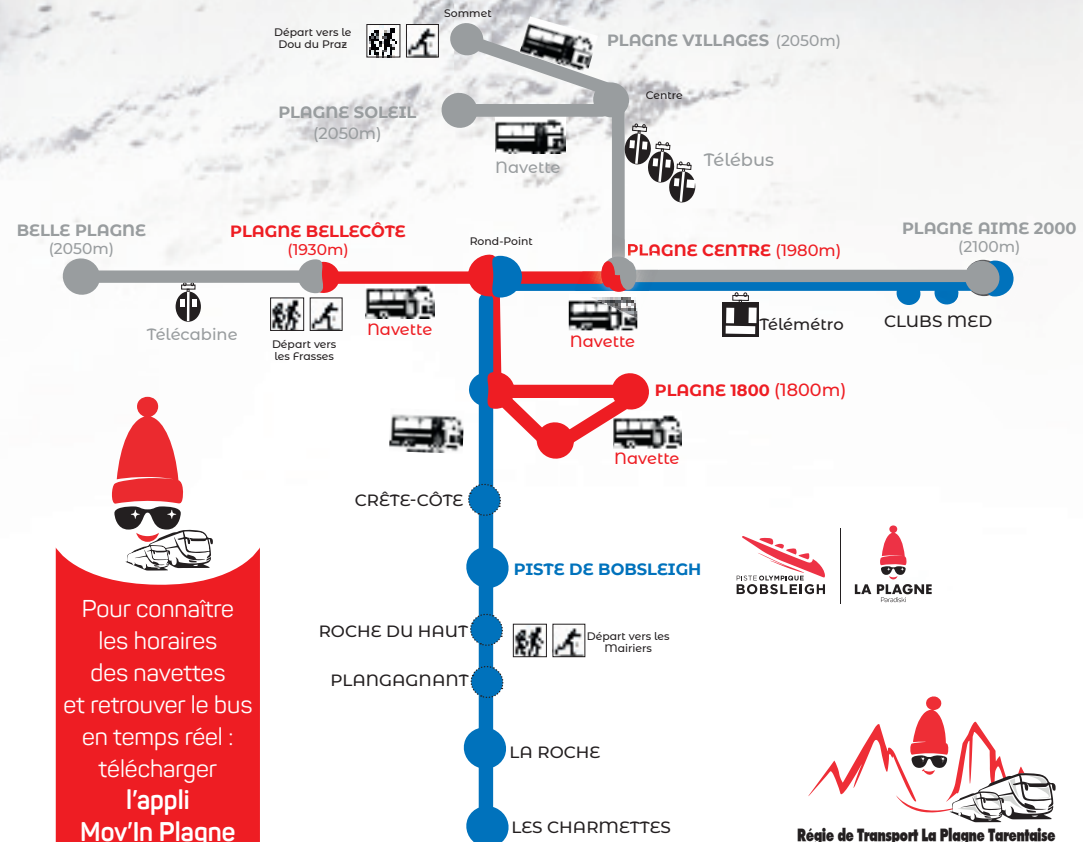 Sommet
Départ vers le
Dou du Praz
PLAGNE VILLAGES (2050m)
Centre
PLAGNE SOLEIL
(2050m)
Navette
Télébus
BELLE PLAGNE
(2050m)
PLAGNE BELLECÔTE
(1930m)
Rond-Point
PLAGNE CENTRE (1980m)
PLAGNE AIME 2000
(2100m)
Télécabine
Départ vers
les Frasses
Navette
Navette
Télémétro
CLUBS MED
PLAGNE 1800 (1800m)
Navette
CRÊTE-CÔTE
PISTE DE BOBSLEIGH
PISTE OLYMPIQUE
BOBSLEIGH
LA PLAGNE
Paradiski
ROCHE DU HAUT
Départ vers les
Mairiers
PLANGAGNANT
LA ROCHE
LES CHARMETTES
Pour connaître
les horaires
des navettes
et retrouver le bus
en temps réel :
télécharger
l'appli
Mov'In Plagne
Régie de Transport La Plagne Tarentaise